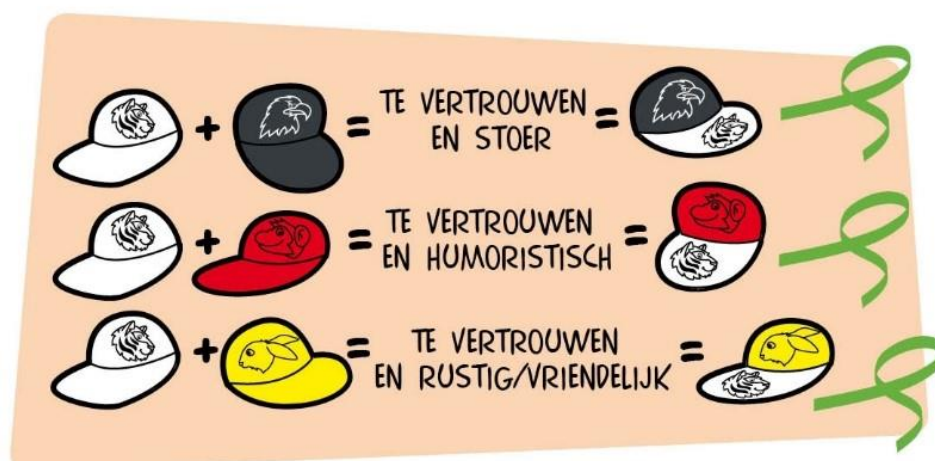 + = TE VERTROUWEN =
EN STOER
+ = TE VERTROUWEN =
EN HUMORISTISCH
+ = TE VERTROUWEN =
EN RUSTIG/VRIENDELIJK